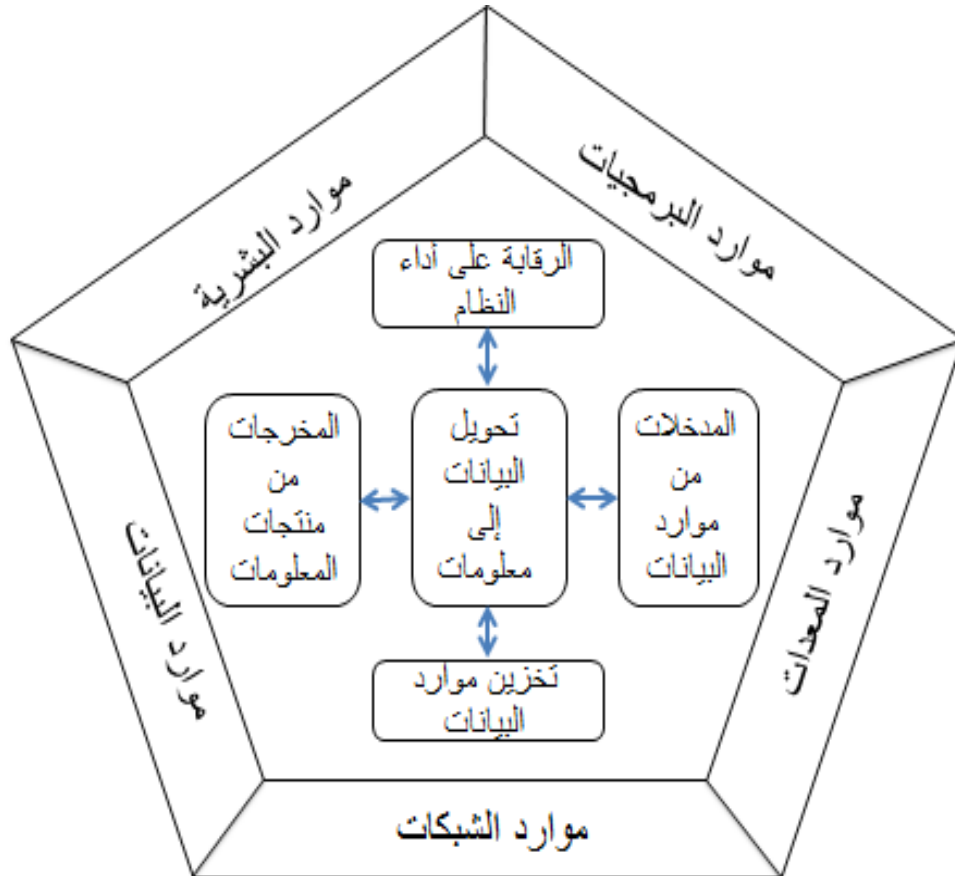 موارد البرمجيات
موارد البشرية
الرقابة على أداء
النظام
المدخلات
من
موارد
البيانات
تحويل
البيانات
إلى
معلومات
المخرجات
من
منتجات
المعلومات
موارد المعدات
موارد البيانات
تخزين موارد
البيانات
موارد الشبكات